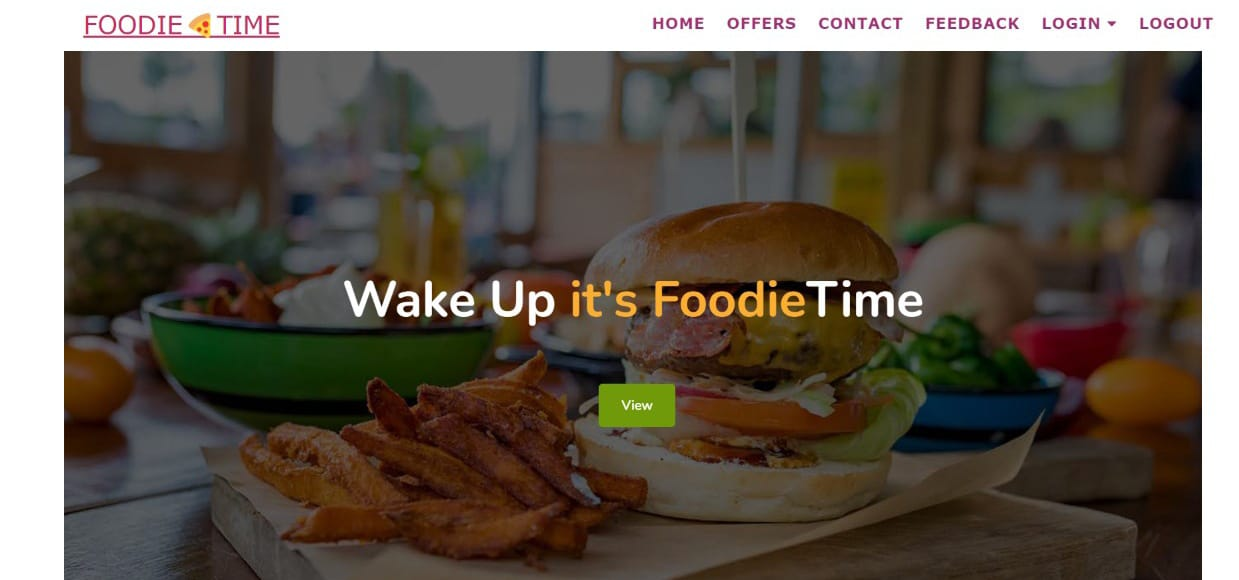 FOODIE🍕TIME
HOME OFFERS CONTACT FEEDBACK LOGIN LOGOUT
Wake Up it's FoodieTime
View